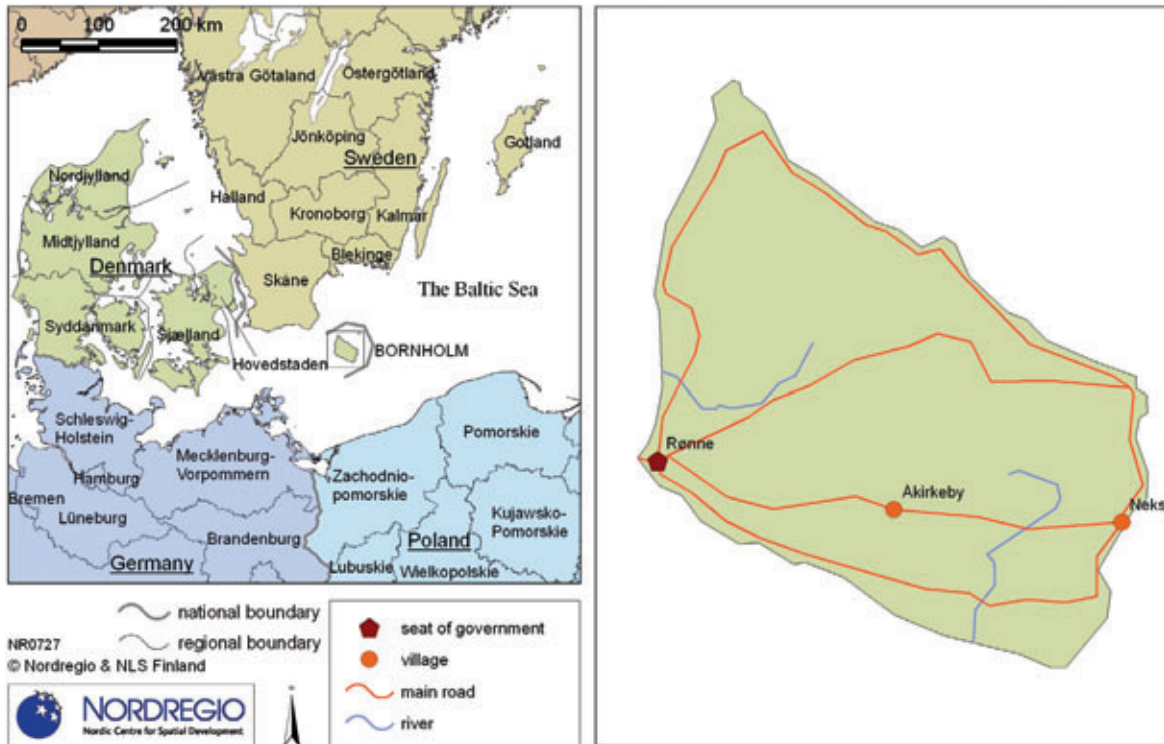 0 100 200 km
Västra Götaland
Östergötland
Jönköping
Gotland
Sweden
Nordjylland
Halland
Kronoborg
Kalmar
Midtjylland
Blekinge
Denmark
Skåne
The Baltic Sea
Syddanmark
Sjælland
Hovedstaden
BORNHOLM
Schleswig-
Holstein
Pomorskie
Mecklenburg-
Vorpommern
Zachodnio-
pomorskie
Hamburg
Bremen
Lüneburg
Kujawsko-
Pomorskie
Brandenburg
Germany
Poland
Lubuskie
Wielkopolskie
national boundary
regional boundary
NR0727
© Nordregio & NLS Finland
NORDREGIO
Nordic Centre for Spatial Development
seat of government
village
main road
river
Rønne
Akirkeby
Neks